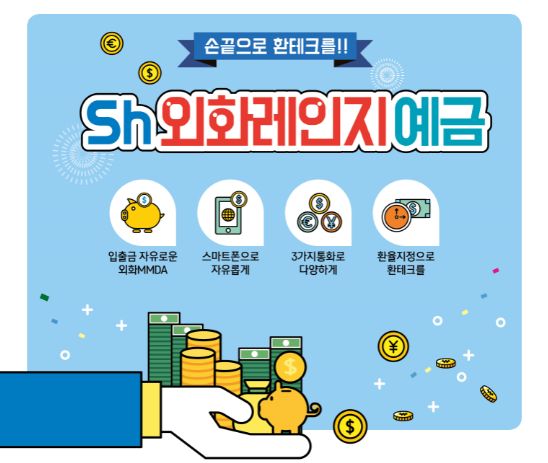 손끝으로 환테크를!!
Sh외화레인지예금
입출금 자유로운
외화MMDA
스마트폰으로
자유롭게
3가지통화로
다양하게
환율지정으로
환테크를